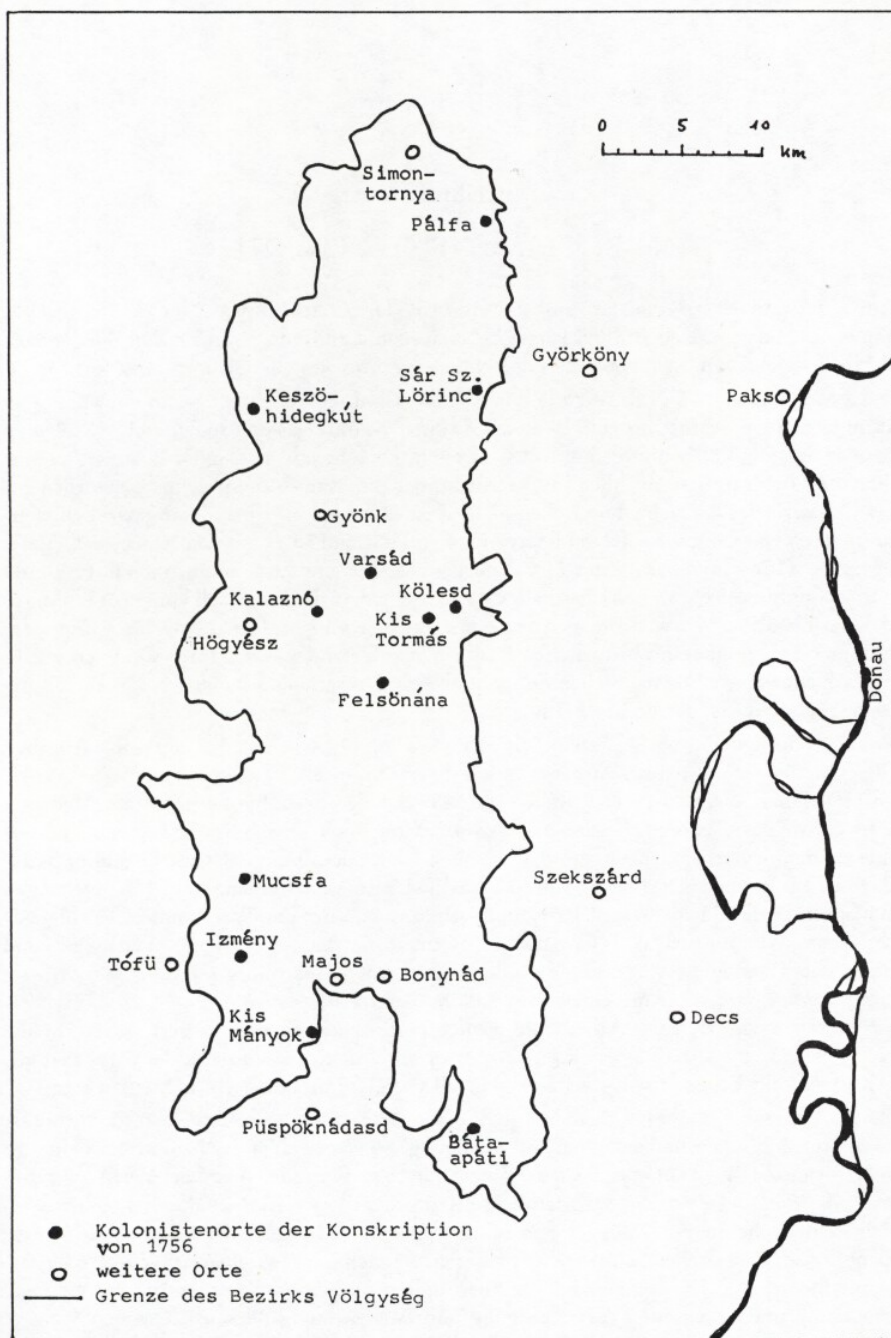 0 5 10
km
Simon-
tornya
Pálfa
Györköny
Sár Sz.
Lörinc
Paks
Keszö-
hidegkút
Gyönk
Varsád
Kalaznó
Kölesd
Kis
Tormás
Högyész
Felsönána
Donau
Mucsfa
Szekszárd
Izmény
Tófü
Majos
Bonyhád
Kis
Mányok
Decs
Püspöknádasd
Báta-
apáti
Kolonistenorte der Konskription
von 1756
weitere Orte
Grenze des Bezirks Völgység